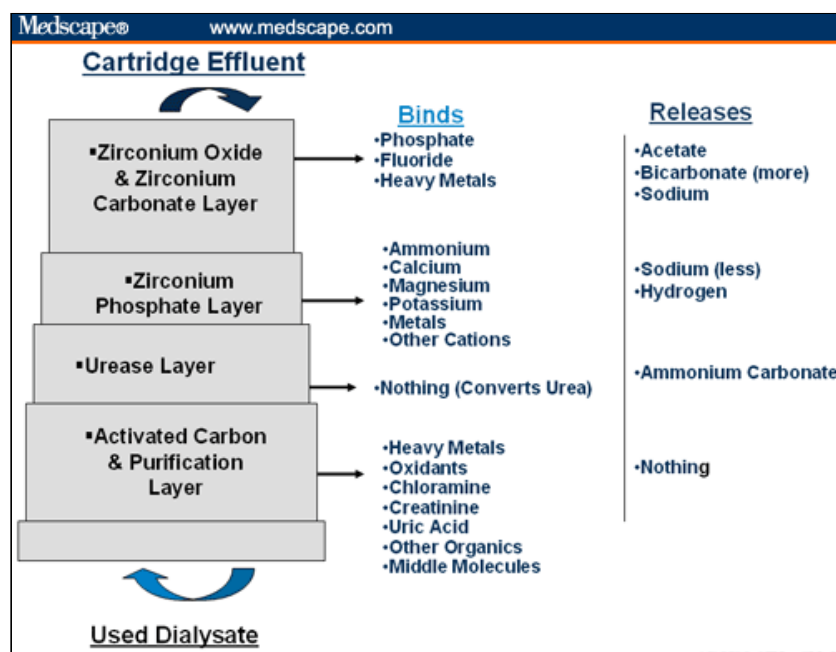 Medscape® www.medscape.com
Cartridge Effluent
Binds
Releases
▪Zirconium Oxide
& Zirconium
Carbonate Layer
•Phosphate
•Fluoride
•Heavy Metals
•Acetate
•Bicarbonate (more)
•Sodium
▪Zirconium
Phosphate Layer
•Ammonium
•Calcium
•Magnesium
•Potassium
•Metals
•Other Cations
•Sodium (less)
•Hydrogen
▪Urease Layer
•Nothing (Converts Urea)
•Ammonium Carbonate
▪Activated Carbon
& Purification
Layer
•Heavy Metals
•Oxidants
•Chloramine
•Creatinine
•Uric Acid
•Other Organics
•Middle Molecules
•Nothing
Used Dialysate